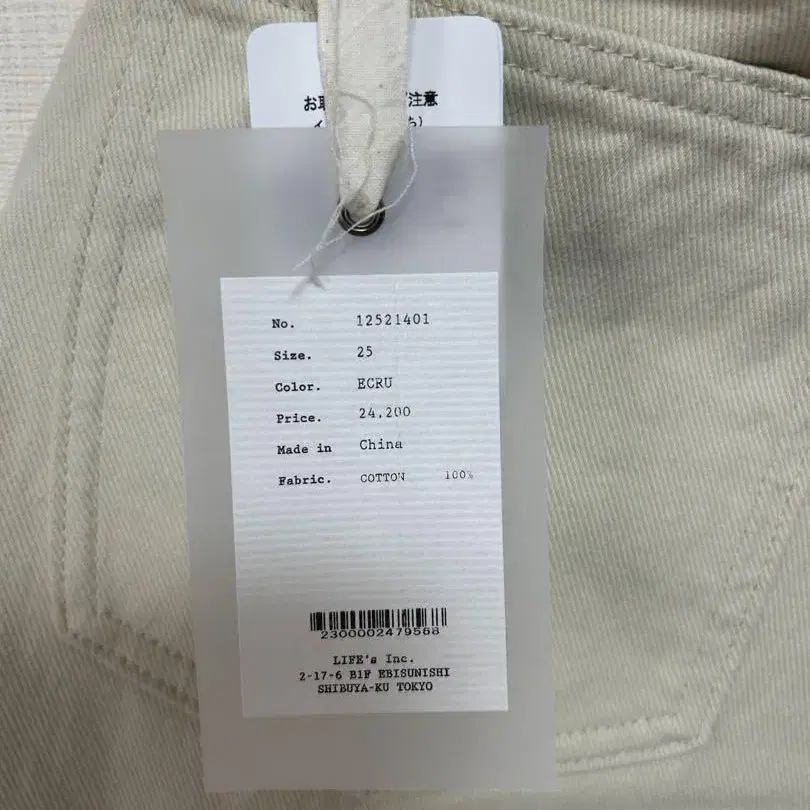 お取 注意
No. 12521401
Size. 25
Color. ECRU
Price. 24,200
Made in China
Fabric. COTTON 100%
2300002479568
LIFE's Inc.
2-17-6 B1F EBISUNISHI
SHIBUYA-KU TOKYO